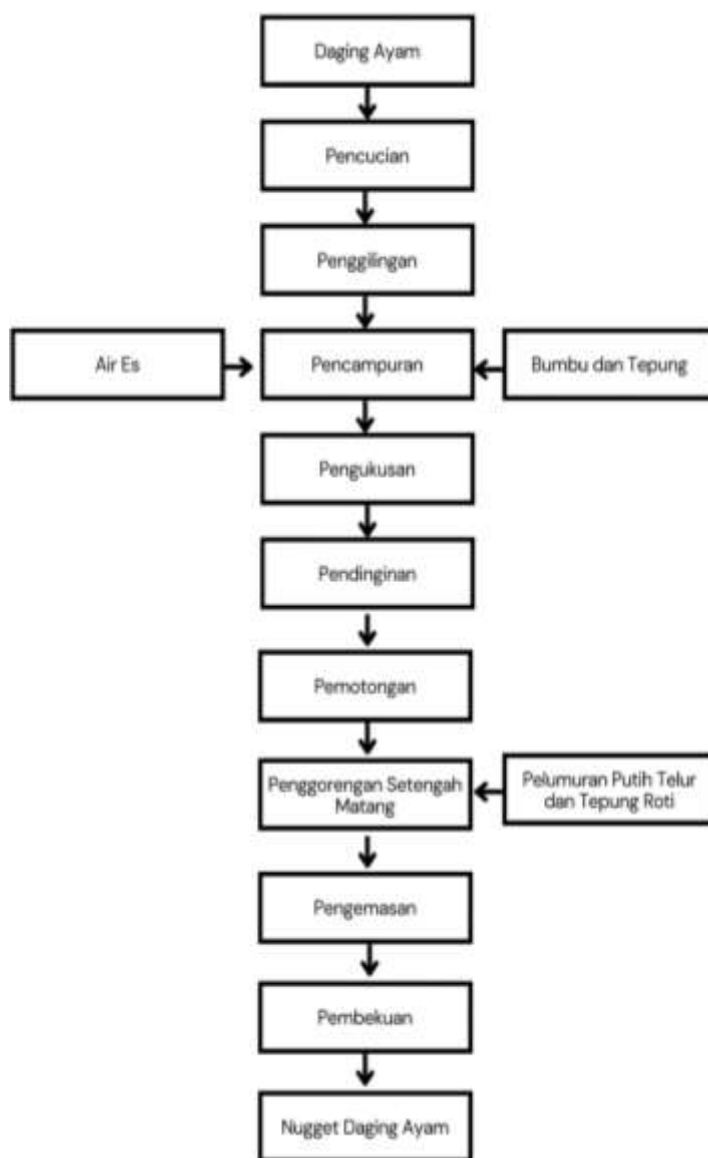 Daging Ayam
Pencucian
Penggilingan
Air Es
Pencampuran
Bumbu dan Tepung
Pengukusan
Pendinginan
Pemotongan
Penggorengan Setengah
Matang
Pelumuran Putih Telur
dan Tepung Roti
Pengemasan
Pembekuan
Nugget Daging Ayam